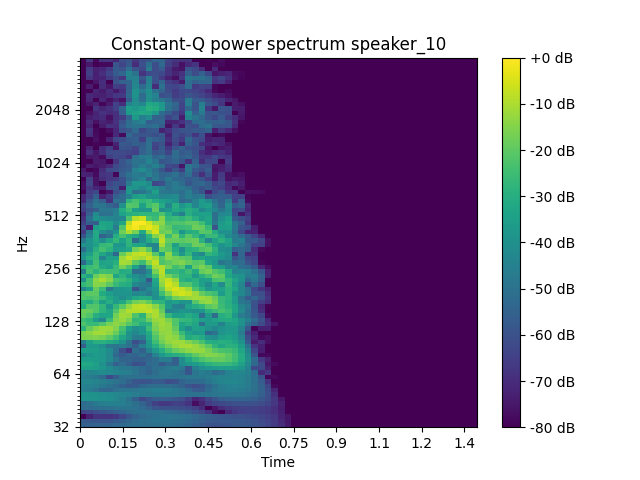 Constant-Q power spectrum speaker_10
Hz
2048
1024
512
256
128
64
32
0 0.15 0.3 0.45 0.6 0.75 0.9 1.1 1.2 1.4
Time
+0 dB
-10 dB
-20 dB
-30 dB
-40 dB
-50 dB
-60 dB
-70 dB
-80 dB